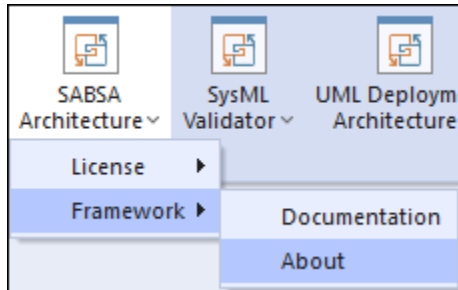 SABSA
Architecture
SysML
Validator
UML Deploym
Architecture
License
Framework
Documentation
About